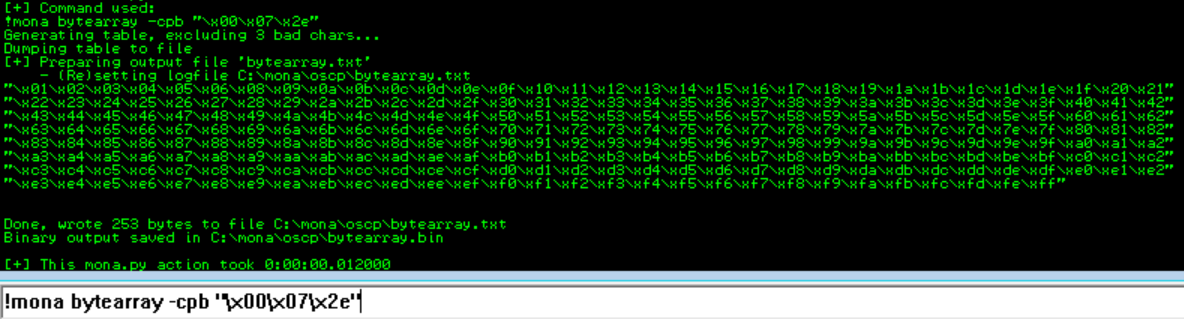 [+] Command used:
!mona bytearray -cpb "\x00\x07\x2e"
Generating table, excluding 3 bad chars...
Dumping table to file
[+] Preparing output file 'bytearray.txt'
- (Re)setting logfile C:\mona\oscp\bytearray.txt
"\x01\x02\x03\x04\x05\x06\x08\x09\x0a\x0b\x0c\x0d\x0e\x0f\x10\x11\x12\x13\x14\x15\x16\x17\x18\x19\x1a\x1b\x1c\x1d\x1e\x1f\x20\x21"
"\x22\x23\x24\x25\x26\x27\x28\x29\x2a\x2b\x2c\x2d\x2f\x30\x31\x32\x33\x34\x35\x36\x37\x38\x39\x3a\x3b\x3c\x3d\x3e\x3f\x40\x41\x42"
"\x43\x44\x45\x46\x47\x48\x49\x4a\x4b\x4c\x4d\x4e\x4f\x50\x51\x52\x53\x54\x55\x56\x57\x58\x59\x5a\x5b\x5c\x5d\x5e\x5f\x60\x61\x62"
"\x63\x64\x65\x66\x67\x68\x69\x6a\x6b\x6c\x6d\x6e\x6f\x70\x71\x72\x73\x74\x75\x76\x77\x78\x79\x7a\x7b\x7c\x7d\x7e\x7f\x80\x81\x82"
"\x83\x84\x85\x86\x87\x88\x89\x8a\x8b\x8c\x8d\x8e\x8f\x90\x91\x92\x93\x94\x95\x96\x97\x98\x99\x9a\x9b\x9c\x9d\x9e\x9f\xa0\xa1\xa2"
"\xa3\xa4\xa5\xa6\xa7\xa8\xa9\xaa\xab\xac\xad\xae\xaf\xb0\xb1\xb2\xb3\xb4\xb5\xb6\xb7\xb8\xb9\xba\xbb\xbc\xbd\xbe\xbf\xc0\xc1\xc2"
"\xc3\xc4\xc5\xc6\xc7\xc8\xc9\xca\xcb\xcc\xcd\xce\xcf\xd0\xd1\xd2\xd3\xd4\xd5\xd6\xd7\xd8\xd9\xda\xdb\xdc\xdd\xde\xdf\xe0\xe1\xe2"
"\xe3\xe4\xe5\xe6\xe7\xe8\xe9\xea\xeb\xec\xed\xee\xef\xf0\xf1\xf2\xf3\xf4\xf5\xf6\xf7\xf8\xf9\xfa\xfb\xfc\xfd\xfe\xff"
Done, wrote 253 bytes to file C:\mona\oscp\bytearray.txt
Binary output saved in C:\mona\oscp\bytearray.bin
[+] This mona.py action took 0:00:00.012000
!mona bytearray -cpb "\x00\x07\x2e"